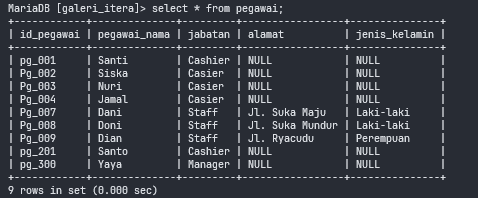 MariaDB [galeri_itera]> select * from pegawai;
+------------+--------------+---------+-----------------+---------------+
| id_pegawai | pegawai_nama | jabatan | alamat          | jenis_kelamin |
+------------+--------------+---------+-----------------+---------------+
| pg_001     | Santi        | Cashier | NULL            | NULL          |
| Pg_002     | Siska        | Casier  | NULL            | NULL          |
| Pg_003     | Nuri         | Casier  | NULL            | NULL          |
| Pg_004     | Jamal        | Casier  | NULL            | NULL          |
| Pg_007     | Dani         | Staff   | Jl. Suka Maju   | Laki-laki     |
| Pg_008     | Doni         | Staff   | Jl. Suka Mundur | Laki-laki     |
| Pg_009     | Dian         | Staff   | Jl. Ryacudu     | Perempuan     |
| pg_201     | Santo        | Cashier | NULL            | NULL          |
| pg_300     | Yaya         | Manager | NULL            | NULL          |
+------------+--------------+---------+-----------------+---------------+
9 rows in set (0.000 sec)